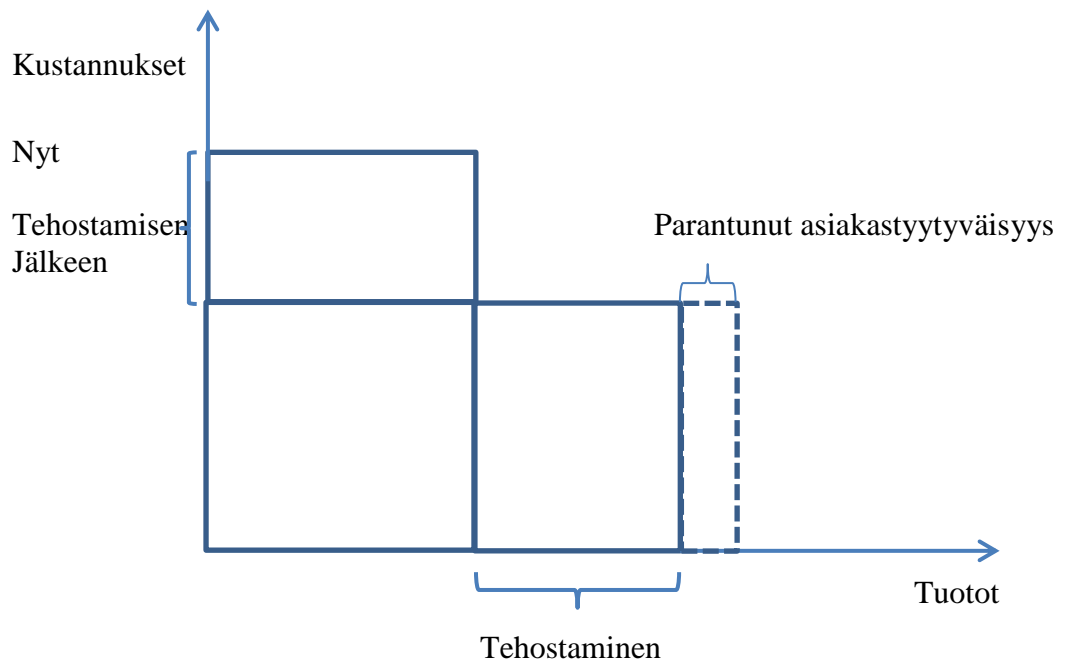 Kustannukset
Nyt
Tehostamisen
Jälkeen
Parantunut asiakastyytyväisyys
Tuotot
Tehostaminen